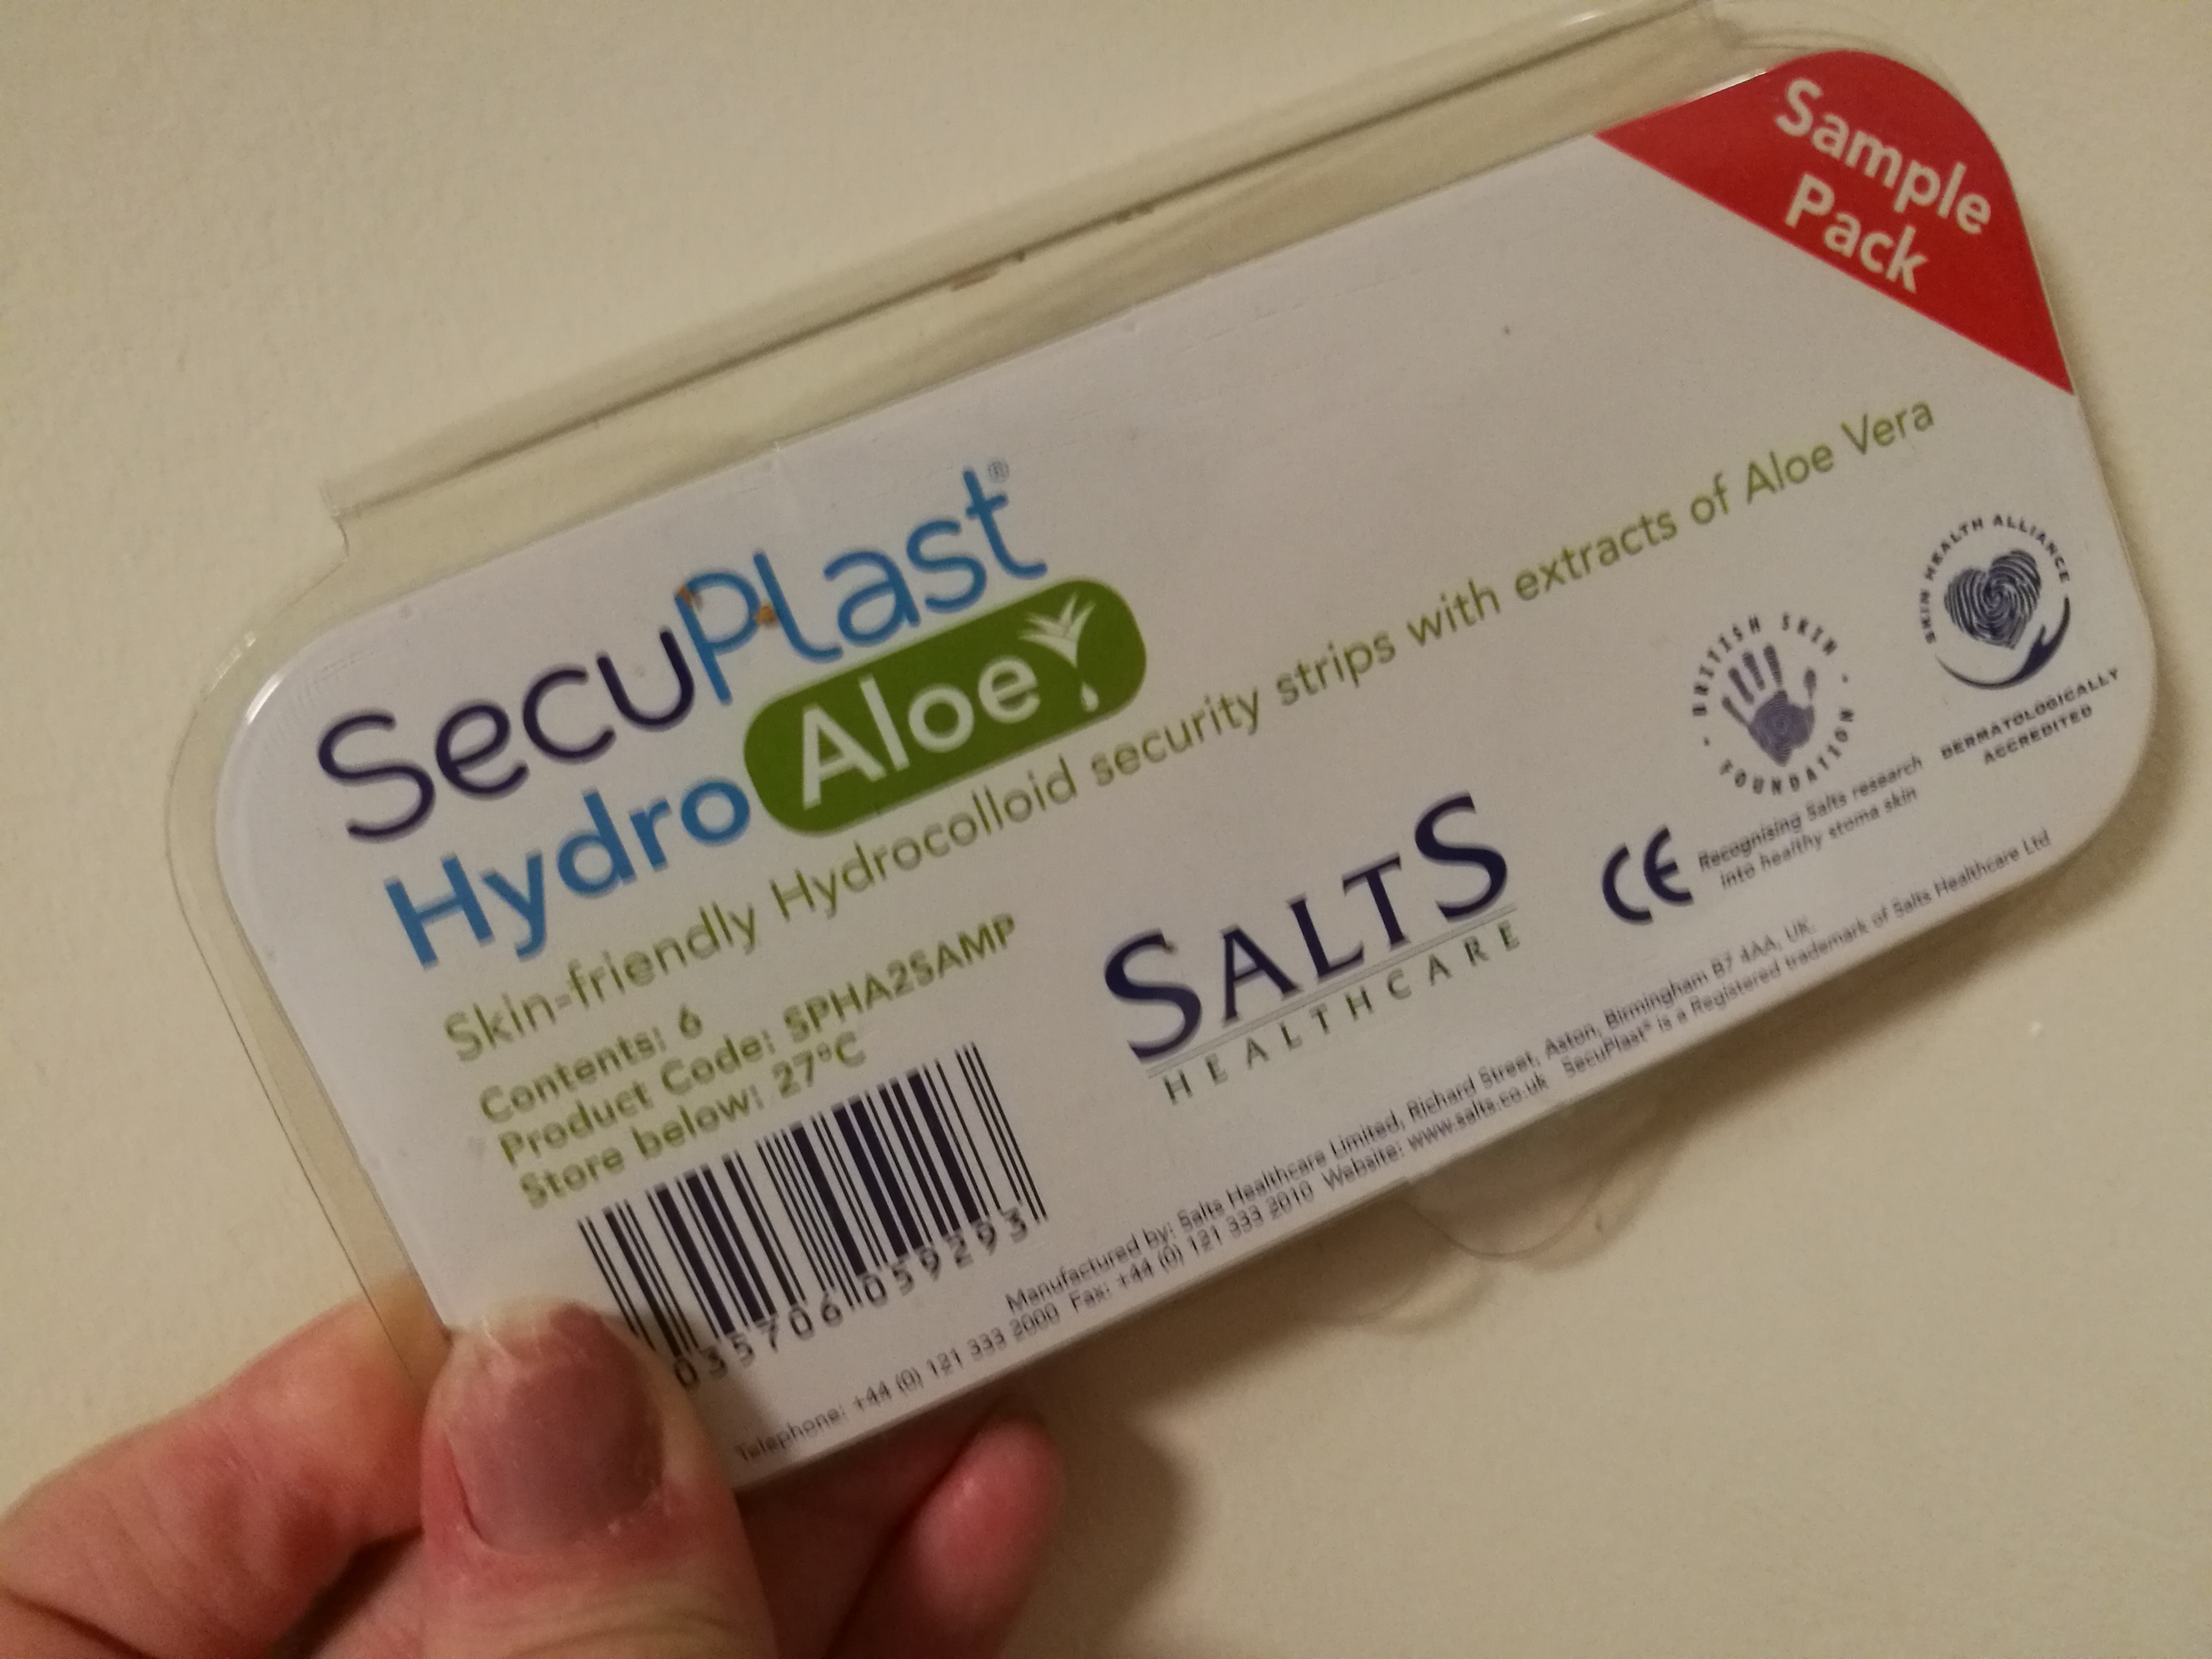 Sample
Pack
SecuPlast®
Hydro Aloe
Skin-friendly Hydrocolloid security strips with extracts of Aloe Vera
Contents: 6
Product Code: SPHA2SAMP
Store below: 27°C
035706 059293
SALTS
HEALTHCARE
CE
• BRITISH SKIN • FOUNDATION
Recognising Salts research
into healthy stoma skin
SKIN HEALTH ALLIANCE
DERMATOLOGICALLY
ACCREDITED
Manufactured by: Salts Healthcare Limited, Richard Street, Aston, Birmingham B7 4AA, UK.
Telephone: +44 (0) 121 333 2000 Fax: +44 (0) 121 333 2010 Website: www.salts.co.uk SecuPlast® is a Registered trademark of Salts Healthcare Ltd